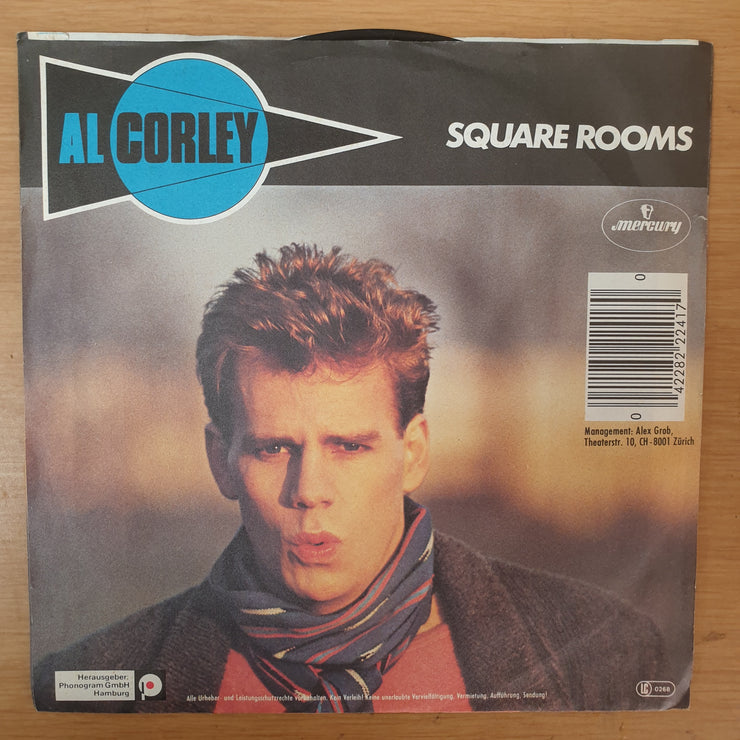 AL CORLEY
SQUARE ROOMS
mercury
0
42282 22417
0
Management: Alex Grob,
Theaterstr. 10, CH-8001 Zürich
Herausgeber:
Phonogram GmbH
Hamburg
p
Alle Urheber- und Leistungsschutzrechte vorbehalten. Kein Verleih! Keine unerlaubte Vervielfältigung, Vermietung, Aufführung, Sendung!
LC 0268